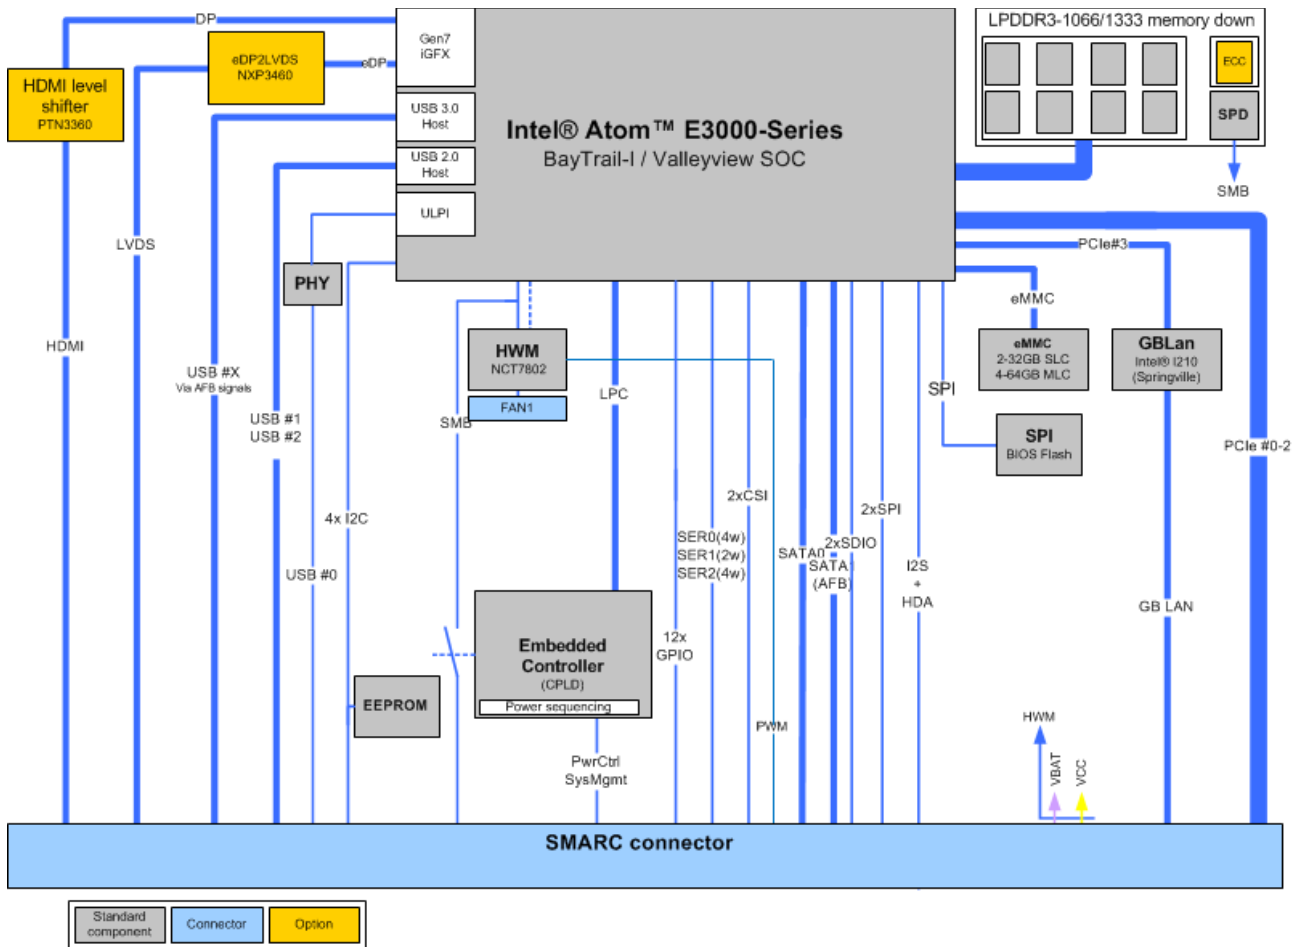 DP
LPDDR3-1066/1333 memory down
Gen7
iGFX
eDP2LVDS
NXP3460
eDP
ECC
HDMI level
shifter
PTN3360
USB 3.0
Host
Intel® Atom™ E3000-Series
BayTrail-I / Valleyview SOC
SPD
USB 2.0
Host
SMB
ULPI
LVDS
PCIe#3
PHY
eMMC
HDMI
HWM
NCT7802
eMMC
2-32GB SLC
4-64GB MLC
GBLan
Intel® I210
(Springville)
USB #X
Via AFB signals
LPC
SPI
FAN1
USB #1
USB #2
SMB
SPI
BIOS Flash
PCIe #0-2
2xCSI
2xSPI
4x I2C
SER0(4w)
SER1(2w)
SER2(4w)
SATA0
2xSDIO
SATA1
(AFB)
I2S
+
HDA
USB #0
GB LAN
Embedded
Controller
(CPLD)
Power sequencing
12x
GPIO
EEPROM
PWM
HWM
VBAT
VCC
PwrCtrl
SysMgmt
SMARC connector
Standard
component
Connector
Option